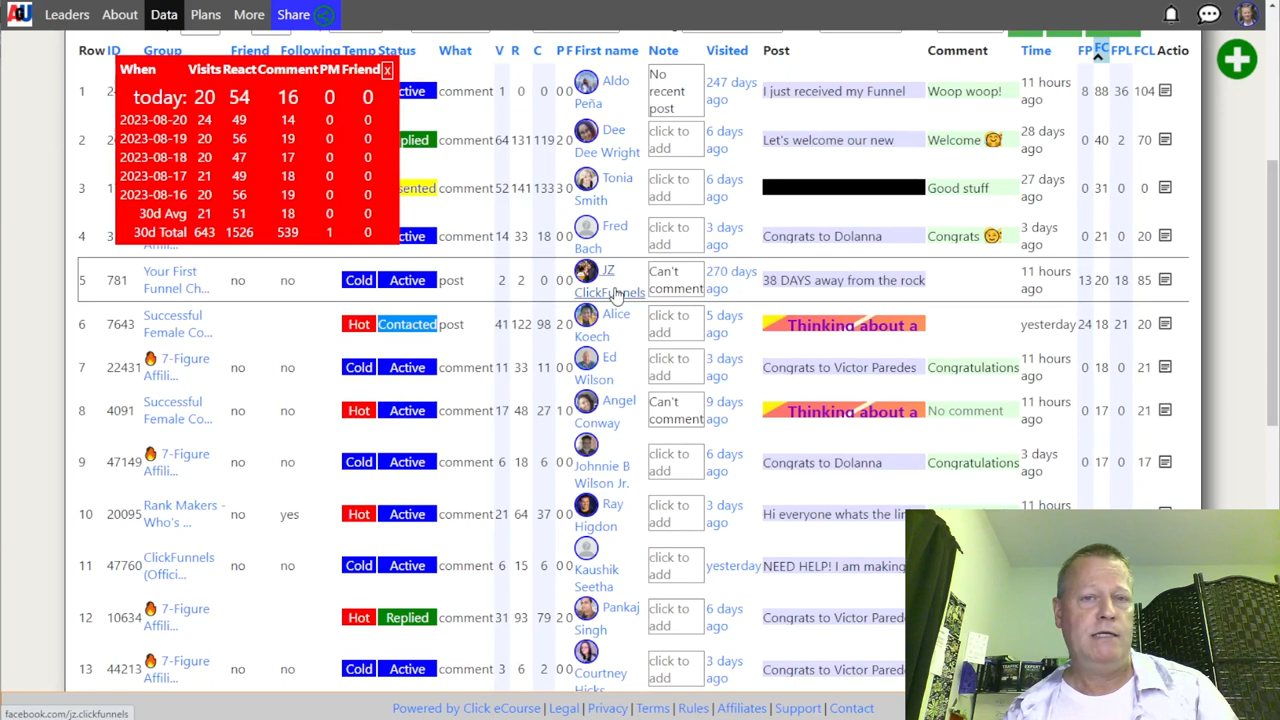 Leaders About Data Plans More Share
Row ID Group Friend Following Temp Status What V R C P F First name Note Visited Post Comment Time FP FC FPL FCL Actio
When Visits React Comment PM Friend x
today: 20 54 16 0 0
2023-08-20 24 49 14 0 0
2023-08-19 20 56 19 0 0
2023-08-18 20 47 17 0 0
2023-08-17 21 49 18 0 0
2023-08-16 20 56 19 0 0
30d Avg 21 51 18 0 0
30d Total 643 1526 539 1 0
1 ctive comment 1 0 0 0 0 Aldo Peña No recent post 247 days ago I just received my Funnel Woop woop! 11 hours ago 8 88 36 104
2 plied comment 64 131 119 2 0 Dee Dee Wright click to add 6 days ago Let's welcome our new Welcome 🥰 28 days ago 0 40 2 70
3 sented comment 52 141 133 3 0 Tonia Smith click to add 6 days ago Good stuff 27 days ago 0 31 0 0
4 ctive comment 14 33 18 0 0 Fred Bach click to add 3 days ago Congrats to Dolanna Congrats 🥰 11 hours ago 0 21 0 20
5 781 Your First Funnel Ch... no no Cold Active post 2 2 0 0 0 JZ ClickFunnels Can't comment 270 days ago 38 DAYS away from the rock 11 hours ago 13 20 18 85
6 7643 Successful Female Co... Hot Contacted post 41 122 98 2 0 Alice Koech click to add 5 days ago Thinking about a yesterday 24 18 21 20
7 22431 🔥 7-Figure Affili... no no Cold Active comment 11 33 11 0 0 Ed Wilson click to add 3 days ago Congrats to Victor Paredes Congratulations 11 hours ago 0 18 0 21
8 4091 Successful Female Co... no no Hot Active comment 17 48 27 1 0 Angel Conway Can't comment 9 days ago Thinking about a No comment 11 hours ago 0 17 0 21
9 47149 🔥 7-Figure Affili... no no Cold Active comment 6 18 6 0 0 Johnnie B Wilson Jr. click to add 6 days ago Congrats to Dolanna Congratulations 3 days ago 0 17 0 17
10 20095 Rank Makers - Who's ... no yes Hot Active comment 21 64 37 0 0 Ray Higdon click to add 3 days ago Hi everyone whats the lin 11 hours
11 47760 ClickFunnels (Offici... no no Cold Active comment 6 15 6 0 0 Kaushik Seetha click to add yesterday NEED HELP! I am making
12 10634 🔥 7-Figure Affili... no no Hot Replied comment 31 93 79 2 0 Pankaj Singh click to add 6 days ago Congrats to Victor Parede
13 44213 🔥 7-Figure Affili... no no Cold Active comment 3 6 2 0 0 Courtney Hicks click to add 3 days ago Congrats to Victor Parede
Powered by Click eCourse | Legal | Privacy | Terms | Rules | Affiliates | Support | Contact
facebook.com/jz.clickfunnels